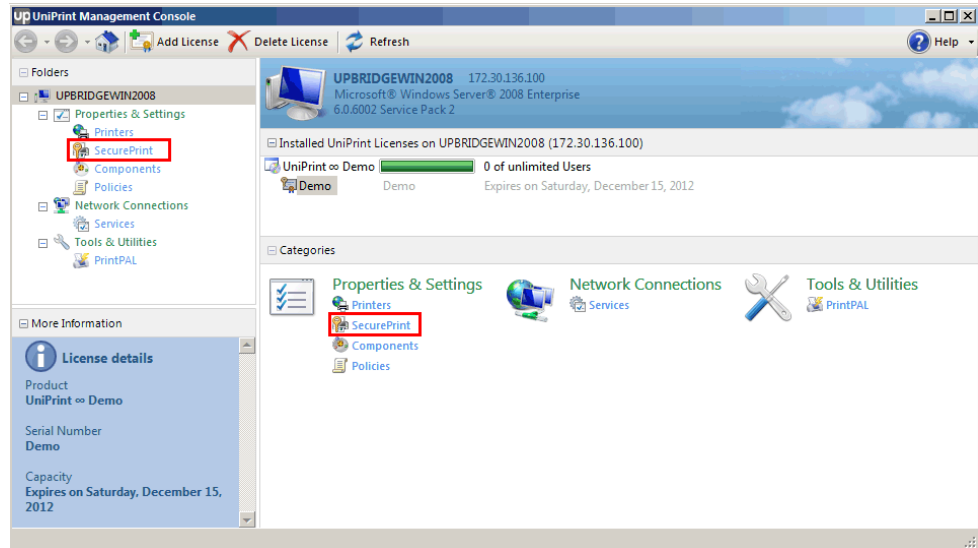 up UniPrint Management Console
Add License Delete License Refresh Help
Folders
UPBRIDGEWIN2008
Properties & Settings
Printers
SecurePrint
Components
Policies
Network Connections
Services
Tools & Utilities
PrintPAL
More Information
License details
Product
UniPrint ∞ Demo
Serial Number
Demo
Capacity
Expires on Saturday, December 15,
2012
UPBRIDGEWIN2008 172.30.136.100
Microsoft® Windows Server® 2008 Enterprise
6.0.6002 Service Pack 2
Installed UniPrint Licenses on UPBRIDGEWIN2008 (172.30.136.100)
UniPrint ∞ Demo 0 of unlimited Users
Demo Demo Expires on Saturday, December 15, 2012
Categories
Properties & Settings
Printers
SecurePrint
Components
Policies
Network Connections
Services
Tools & Utilities
PrintPAL